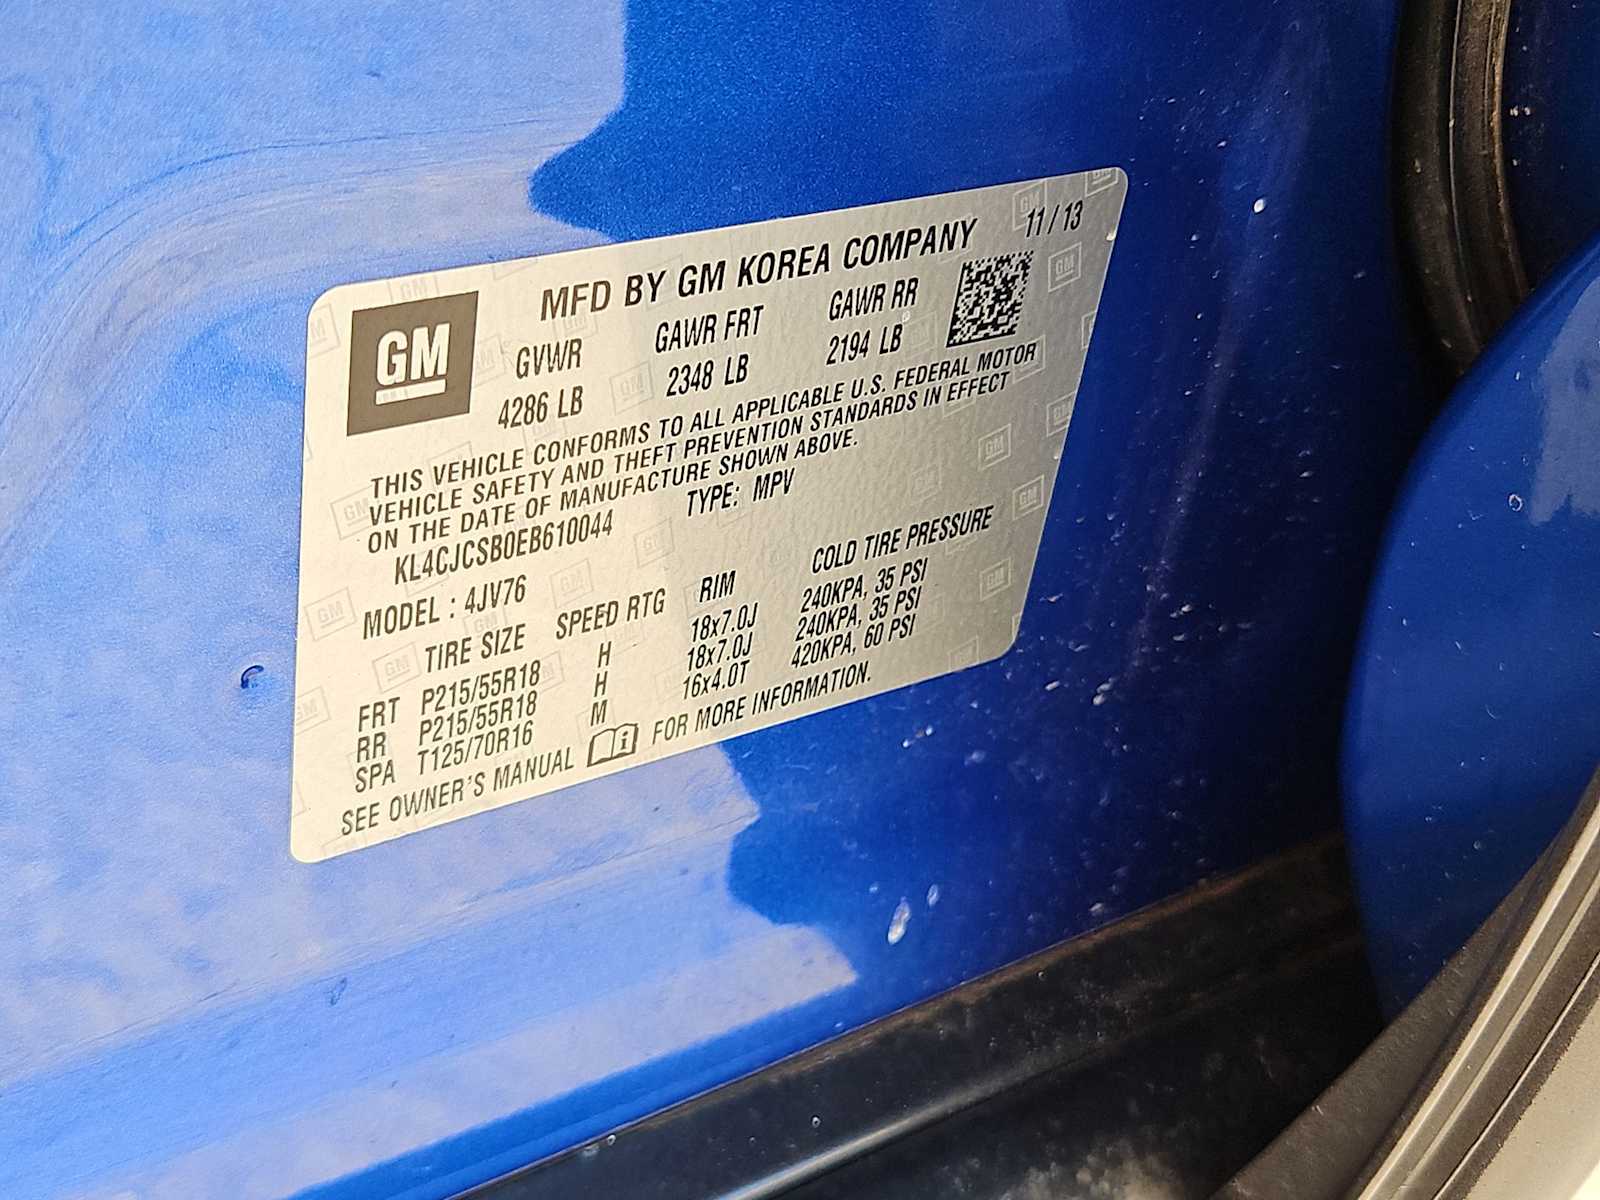 GM
MFD BY GM KOREA COMPANY 11 / 13
GVWR GAWR FRT GAWR RR
4286 LB 2348 LB 2194 LB
THIS VEHICLE CONFORMS TO ALL APPLICABLE U.S. FEDERAL MOTOR
VEHICLE SAFETY AND THEFT PREVENTION STANDARDS IN EFFECT
ON THE DATE OF MANUFACTURE SHOWN ABOVE.
KL4CJCSB0EB610044 TYPE: MPV
MODEL : 4JV76
TIRE SIZE SPEED RTG RIM COLD TIRE PRESSURE
FRT P215/55R18 H 18x7.0J 240KPA, 35 PSI
RR P215/55R18 H 18x7.0J 240KPA, 35 PSI
SPA T125/70R16 M 16x4.0T 420KPA, 60 PSI
SEE OWNER'S MANUAL FOR MORE INFORMATION.